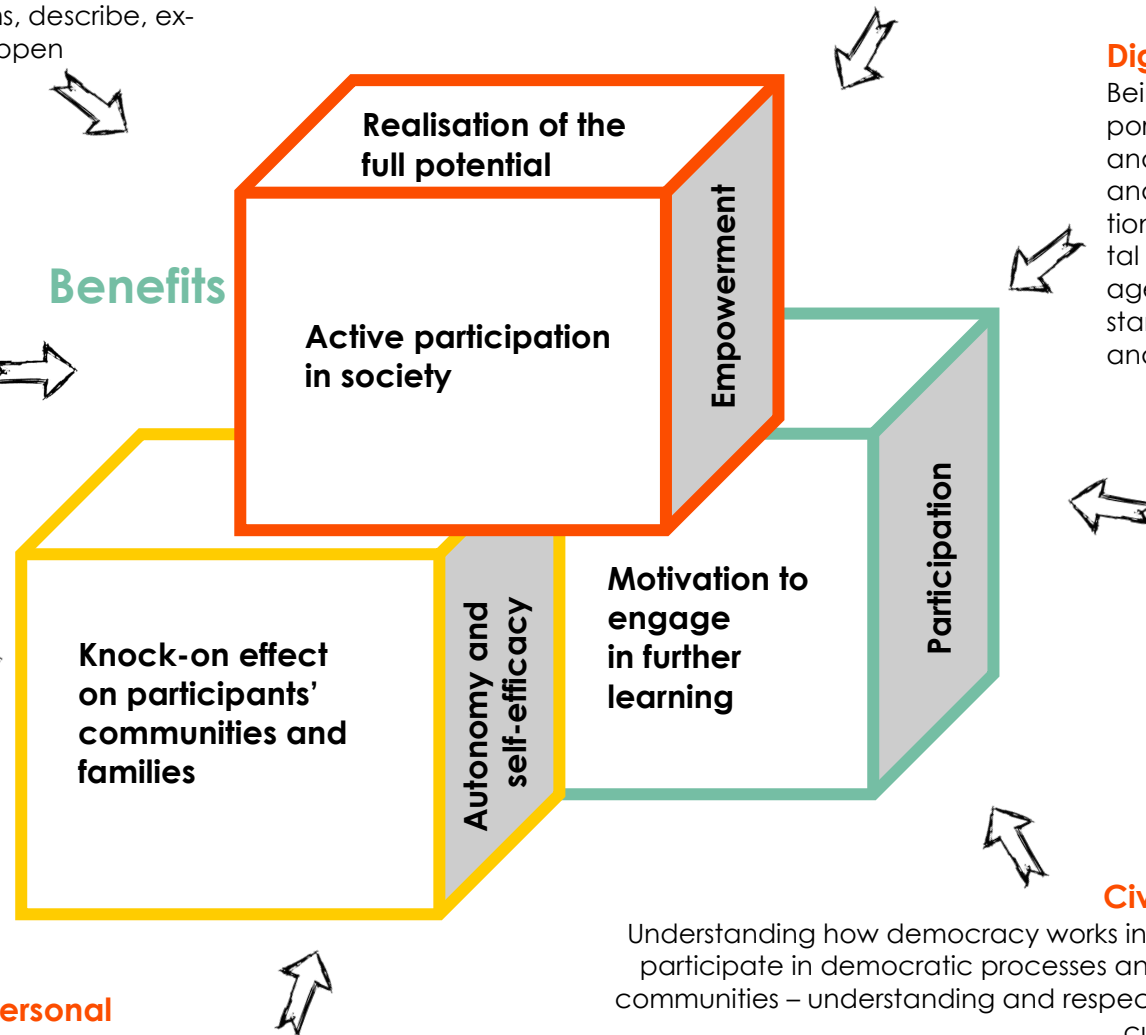 ns, describe, ex-
open
Realisation of the
full potential
Empowerment
Benefits
Active participation
in society
Dig
Bei
por
and
and
tion
tal
age
star
and
Participation
Motivation to
engage
in further
learning
Autonomy and
self-efficacy
Knock-on effect
on participants’
communities and
families
Civ
Understanding how democracy works in
participate in democratic processes an
communities – understanding and respec
cu
ersonal